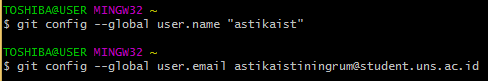 TOSHIBA@USER MINGW32 ~
$ git config --global user.name "astikaist"
TOSHIBA@USER MINGW32 ~
$ git config --global user.email astikaistiningrum@student.uns.ac.id